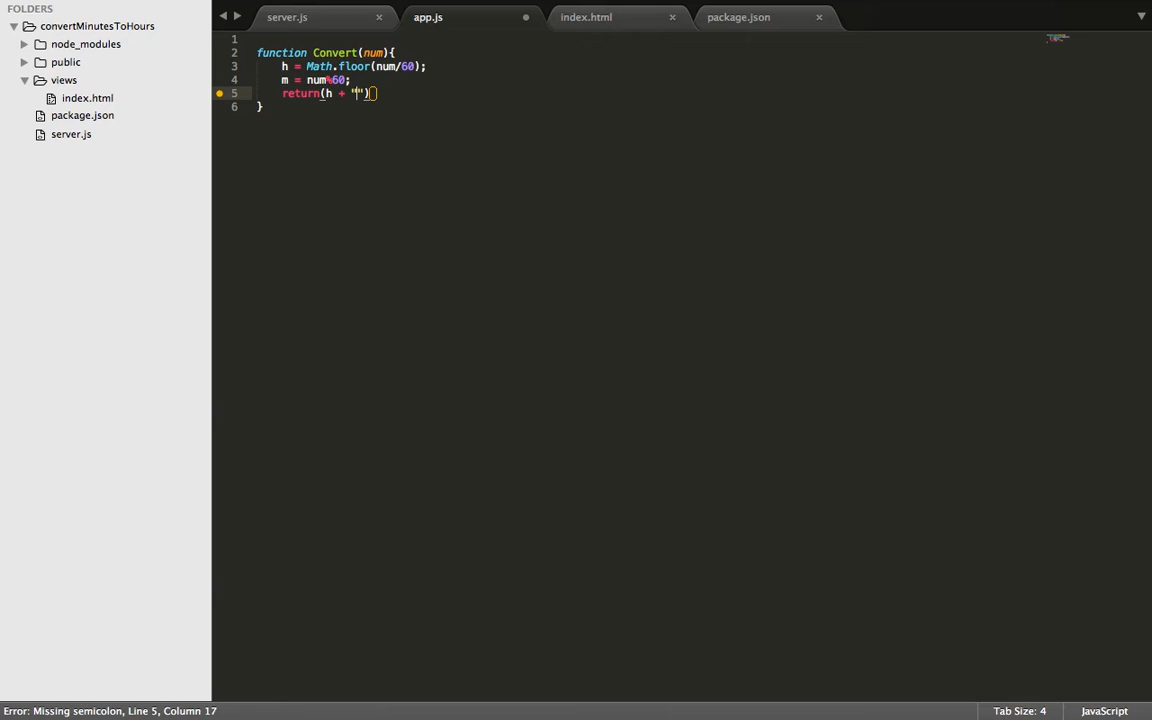 FOLDERS
convertMinutesToHours
node_modules
public
views
index.html
package.json
server.js
server.js
app.js
index.html
package.json
1
2 function Convert(num){
3 h = Math.floor(num/60);
4 m = num%60;
5 return(h + "")
6 }
Error: Missing semicolon, Line 5, Column 17
Tab Size: 4
JavaScript